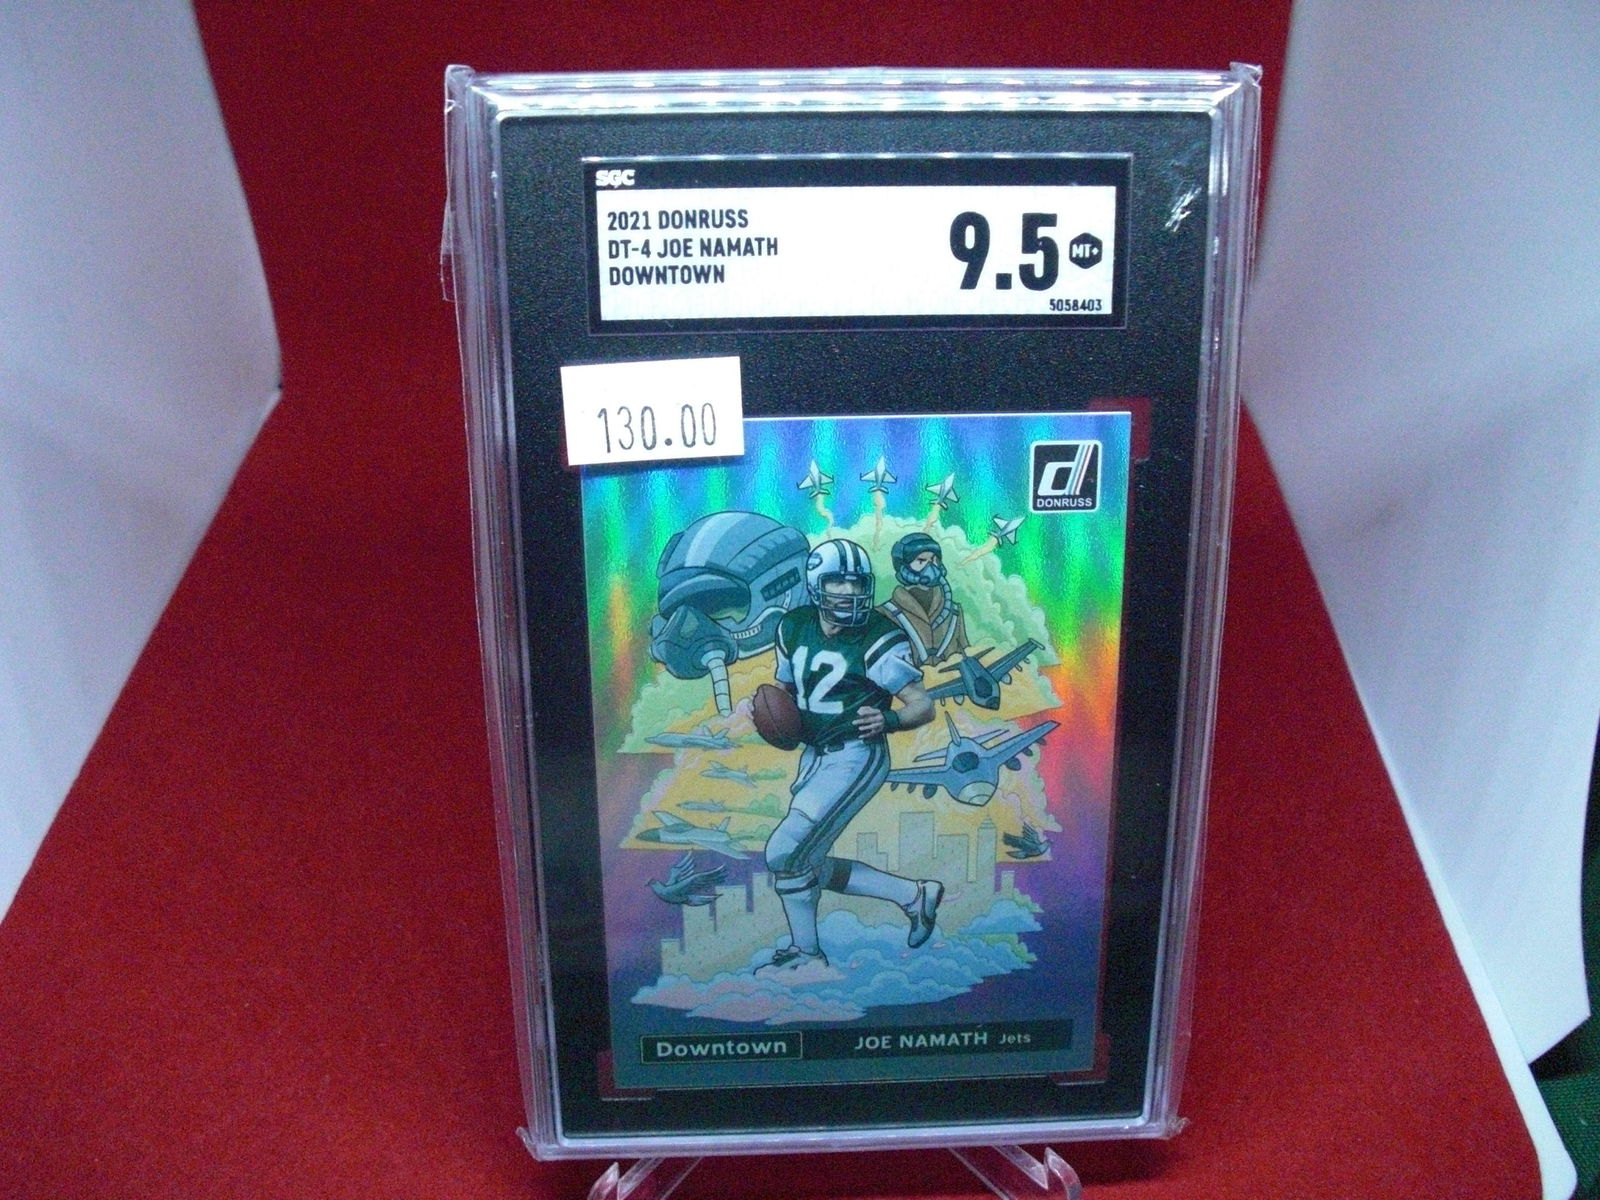 SGC
2021 DONRUSS
DT-4 JOE NAMATH
DOWNTOWN
9.5 MT+
5058403
130.00
d
DONRUSS
12
Downtown JOE NAMATH Jets